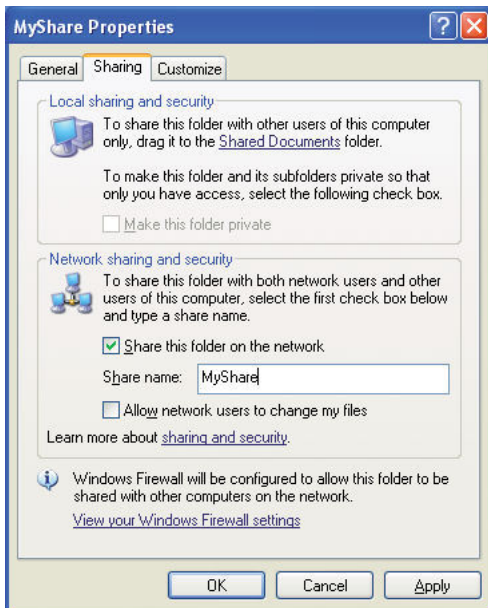 MyShare Properties
General Sharing Customize
Local sharing and security
To share this folder with other users of this computer
only, drag it to the Shared Documents folder.
To make this folder and its subfolders private so that
only you have access, select the following check box.
Make this folder private
Network sharing and security
To share this folder with both network users and other
users of this computer, select the first check box below
and type a share name.
Share this folder on the network
Share name: MyShare
Allow network users to change my files
Learn more about sharing and security.
Windows Firewall will be configured to allow this folder to be
shared with other computers on the network.
View your Windows Firewall settings
OK Cancel Apply